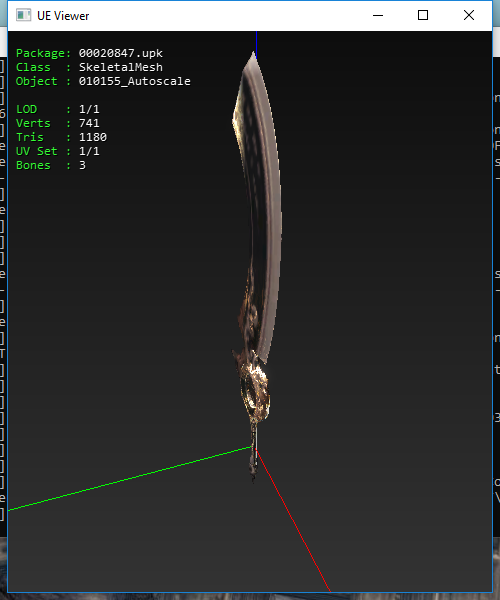 UE Viewer
Package: 00020847.upk
Class : SkeletalMesh
Object : 010155_Autoscale
LOD : 1/1
Verts : 741
Tris : 1180
UV Set : 1/1
Bones : 3